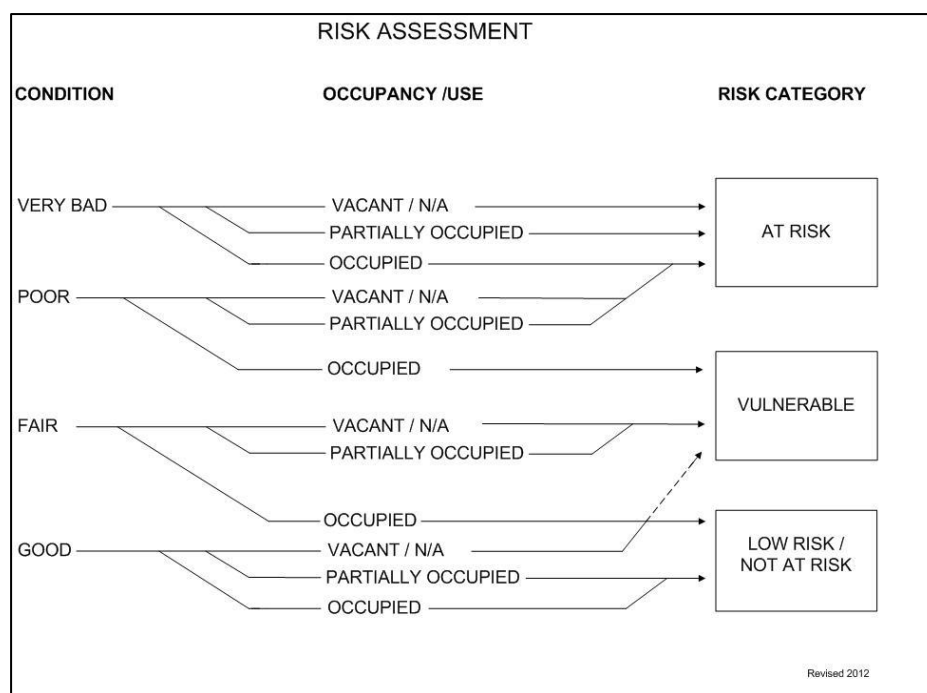 RISK ASSESSMENT
CONDITION OCCUPANCY /USE RISK CATEGORY
VERY BAD VACANT / N/A
PARTIALLY OCCUPIED AT RISK
OCCUPIED
POOR VACANT / N/A
PARTIALLY OCCUPIED
OCCUPIED
VULNERABLE
FAIR VACANT / N/A
PARTIALLY OCCUPIED
OCCUPIED
LOW RISK /
NOT AT RISK
GOOD VACANT / N/A
PARTIALLY OCCUPIED
OCCUPIED
Revised 2012